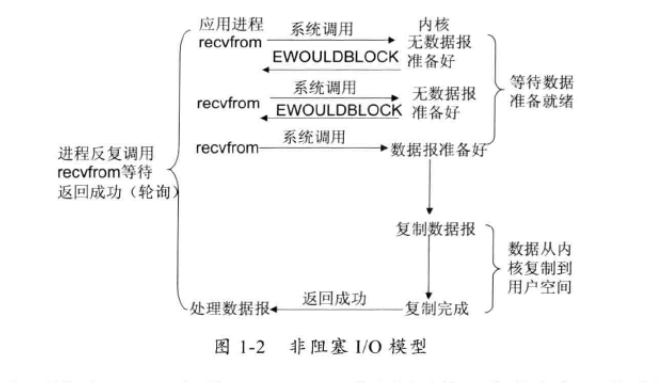 应用进程
系统调用
内核
recvfrom
无数据报
EWOULDBLOCK
准备好
系统调用
recvfrom
无数据报
EWOULDBLOCK
准备好
等待数据
准备就绪
系统调用
recvfrom
数据报准备好
进程反复调用
recvfrom等待
返回成功（轮询）
复制数据报
数据从内
核复制到
用户空间
返回成功
处理数据报
复制完成
图 1-2 非阻塞 I/O 模型